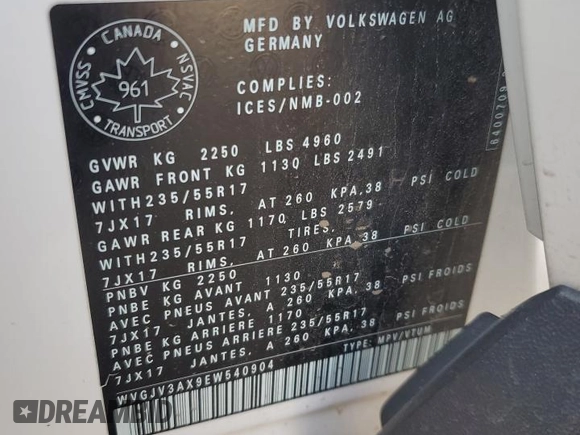 CANADA
CMVSS
NSVAC
961
TRANSPORT
MFD BY VOLKSWAGEN AG
GERMANY
COMPLIES:
ICES/NMB-002
GVWR KG 2250 LBS 4960
GAWR FRONT KG 1130 LBS 2491
WITH 235/55R17
7JX17 RIMS, AT 260 KPA,38 PSI COLD
GAWR REAR KG 1170 LBS 2579
WITH 235/55R17 TIRES,
7JX17 RIMS, AT 260 KPA,38 PSI COLD
PNBV KG 2250
PNBE KG AVANT 1130
AVEC PNEUS AVANT 235/55R17
7JX17 JANTES, A 260 KPA, 38 PSI FROIDS
PNBE KG ARRIERE 1170
AVEC PNEUS ARRIERE 235/55R17
7JX17 JANTES, A 260 KPA, 38 PSI FROIDS
WVGJV3AX9EW540904 TYPE: MPV/VTUM
DREAMBID